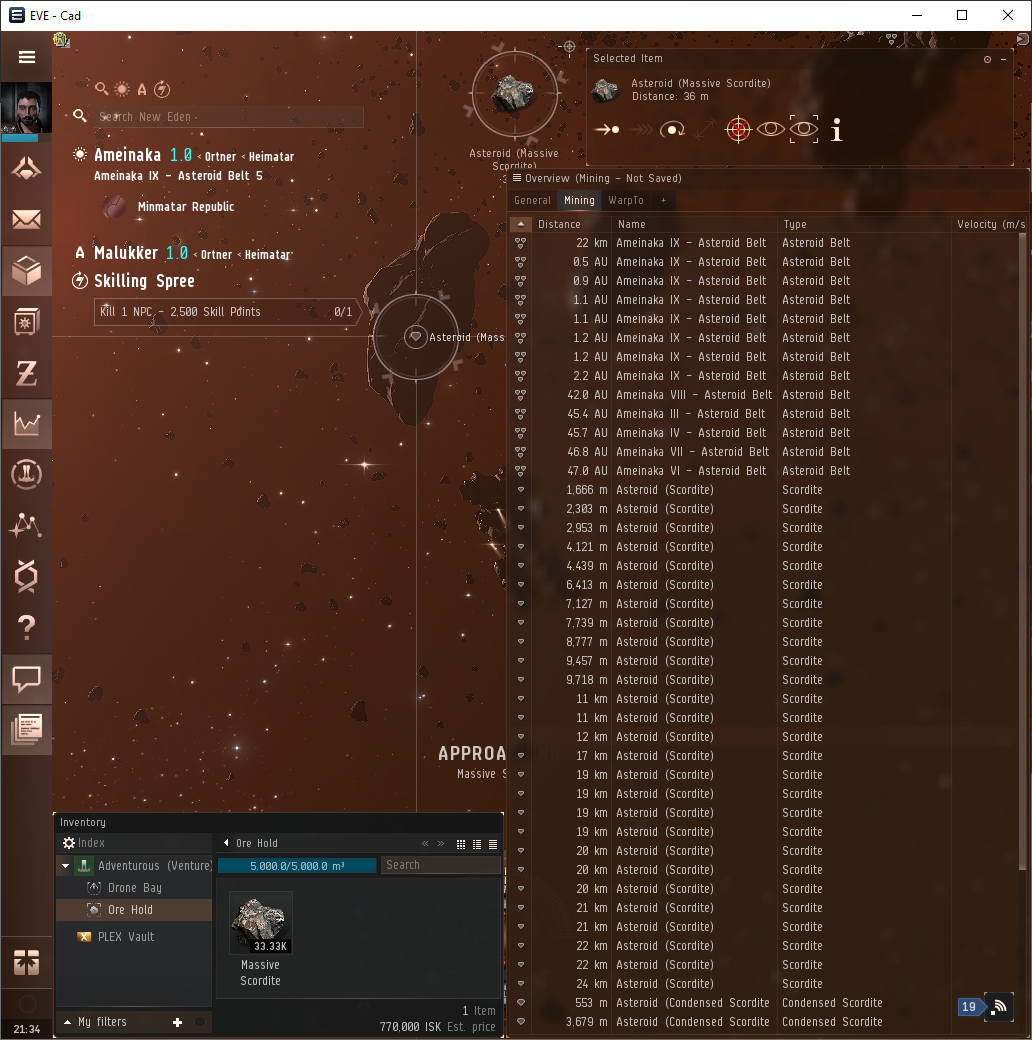 EVE - Cad
Search New Eden
Ameinaka 1.0 < Ortner < Heimatar
Ameinaka IX - Asteroid Belt 5
Minmatar Republic
A Malukker 1.0 < Ortner < Heimatar
Skilling Spree
Kill 1 NPC - 2,500 Skill Points 0/1
Asteroid (Massive
Scordite)
Asteroid (Mass
APPROA
Massive S
Selected Item
Asteroid (Massive Scordite)
Distance: 36 m
Overview (Mining - Not Saved)
General Mining WarpTo +
Distance Name Type Velocity (m/s
22 km Ameinaka IX - Asteroid Belt Asteroid Belt
0.5 AU Ameinaka IX - Asteroid Belt Asteroid Belt
0.9 AU Ameinaka IX - Asteroid Belt Asteroid Belt
1.1 AU Ameinaka IX - Asteroid Belt Asteroid Belt
1.1 AU Ameinaka IX - Asteroid Belt Asteroid Belt
1.2 AU Ameinaka IX - Asteroid Belt Asteroid Belt
1.2 AU Ameinaka IX - Asteroid Belt Asteroid Belt
2.2 AU Ameinaka IX - Asteroid Belt Asteroid Belt
42.0 AU Ameinaka VIII - Asteroid Belt Asteroid Belt
45.4 AU Ameinaka III - Asteroid Belt Asteroid Belt
45.7 AU Ameinaka IV - Asteroid Belt Asteroid Belt
46.8 AU Ameinaka VII - Asteroid Belt Asteroid Belt
47.0 AU Ameinaka VI - Asteroid Belt Asteroid Belt
1,666 m Asteroid (Scordite) Scordite
2,303 m Asteroid (Scordite) Scordite
2,953 m Asteroid (Scordite) Scordite
4,121 m Asteroid (Scordite) Scordite
4,439 m Asteroid (Scordite) Scordite
6,413 m Asteroid (Scordite) Scordite
7,127 m Asteroid (Scordite) Scordite
7,739 m Asteroid (Scordite) Scordite
8,777 m Asteroid (Scordite) Scordite
9,457 m Asteroid (Scordite) Scordite
9,718 m Asteroid (Scordite) Scordite
11 km Asteroid (Scordite) Scordite
11 km Asteroid (Scordite) Scordite
12 km Asteroid (Scordite) Scordite
17 km Asteroid (Scordite) Scordite
19 km Asteroid (Scordite) Scordite
19 km Asteroid (Scordite) Scordite
19 km Asteroid (Scordite) Scordite
19 km Asteroid (Scordite) Scordite
20 km Asteroid (Scordite) Scordite
20 km Asteroid (Scordite) Scordite
20 km Asteroid (Scordite) Scordite
21 km Asteroid (Scordite) Scordite
21 km Asteroid (Scordite) Scordite
22 km Asteroid (Scordite) Scordite
22 km Asteroid (Scordite) Scordite
24 km Asteroid (Scordite) Scordite
553 m Asteroid (Condensed Scordite Condensed Scordite
3,679 m Asteroid (Condensed Scordite Condensed Scordite
19
Inventory
Index
Adventurous (Venture)
Drone Bay
Ore Hold
PLEX Vault
My filters +
Ore Hold
5,000.0/5,000.0 m³
Search
33.33K
Massive
Scordite
1 Item
770,000 ISK Est. price
21:34